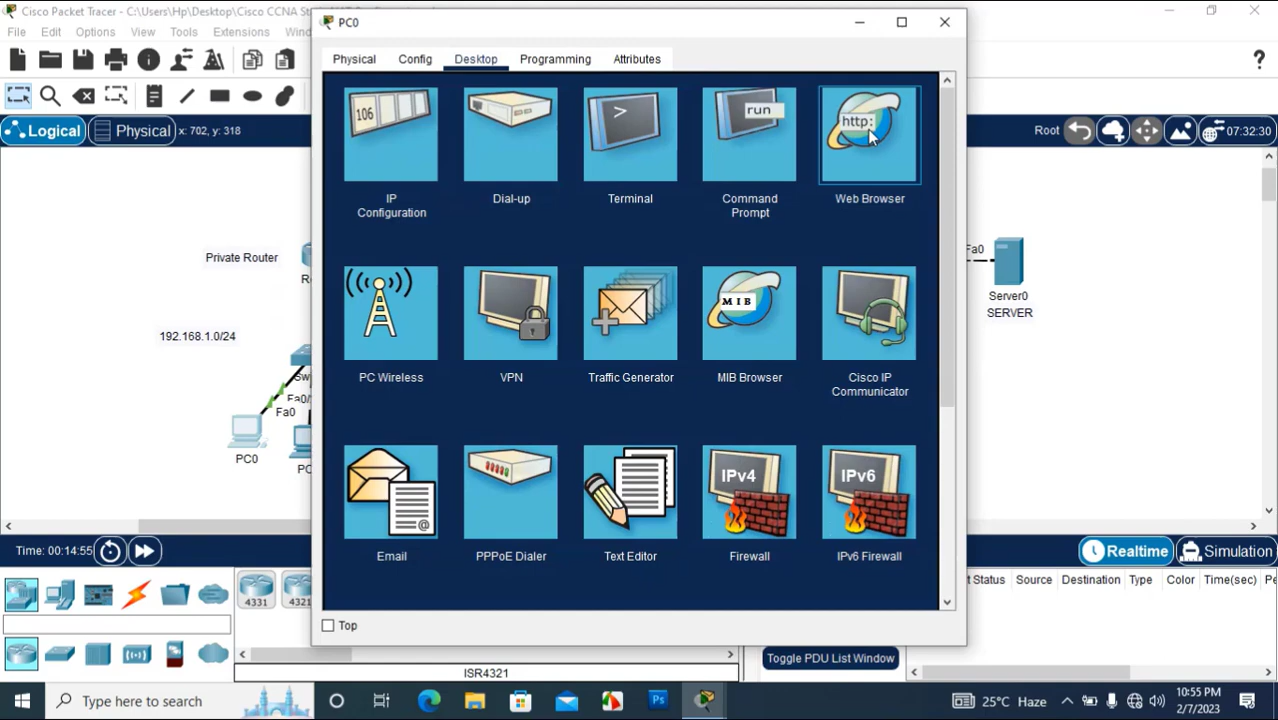 Cisco Packet Tracer - C:\Users\Hp\Desktop\Cisco CCNA
PC0
File Edit Options View Tools Extensions
Physical Config Desktop Programming Attributes
Logical Physical x: 702, y: 318
Root 07:32:30
106
>
run
http:
IP Configuration
Dial-up
Terminal
Command Prompt
Web Browser
Private Router
192.168.1.0/24
Fa0
PC0
Fa0
Server0
SERVER
MIB
PC Wireless
VPN
Traffic Generator
MIB Browser
Cisco IP Communicator
@
IPv4
IPv6
Email
PPPoE Dialer
Text Editor
Firewall
IPv6 Firewall
Top
Time: 00:14:55
Realtime Simulation
Status Source Destination Type Color Time(sec)
4331
ISR4321
Toggle PDU List Window
Type here to search
25°C Haze
10:55 PM
2/7/2023